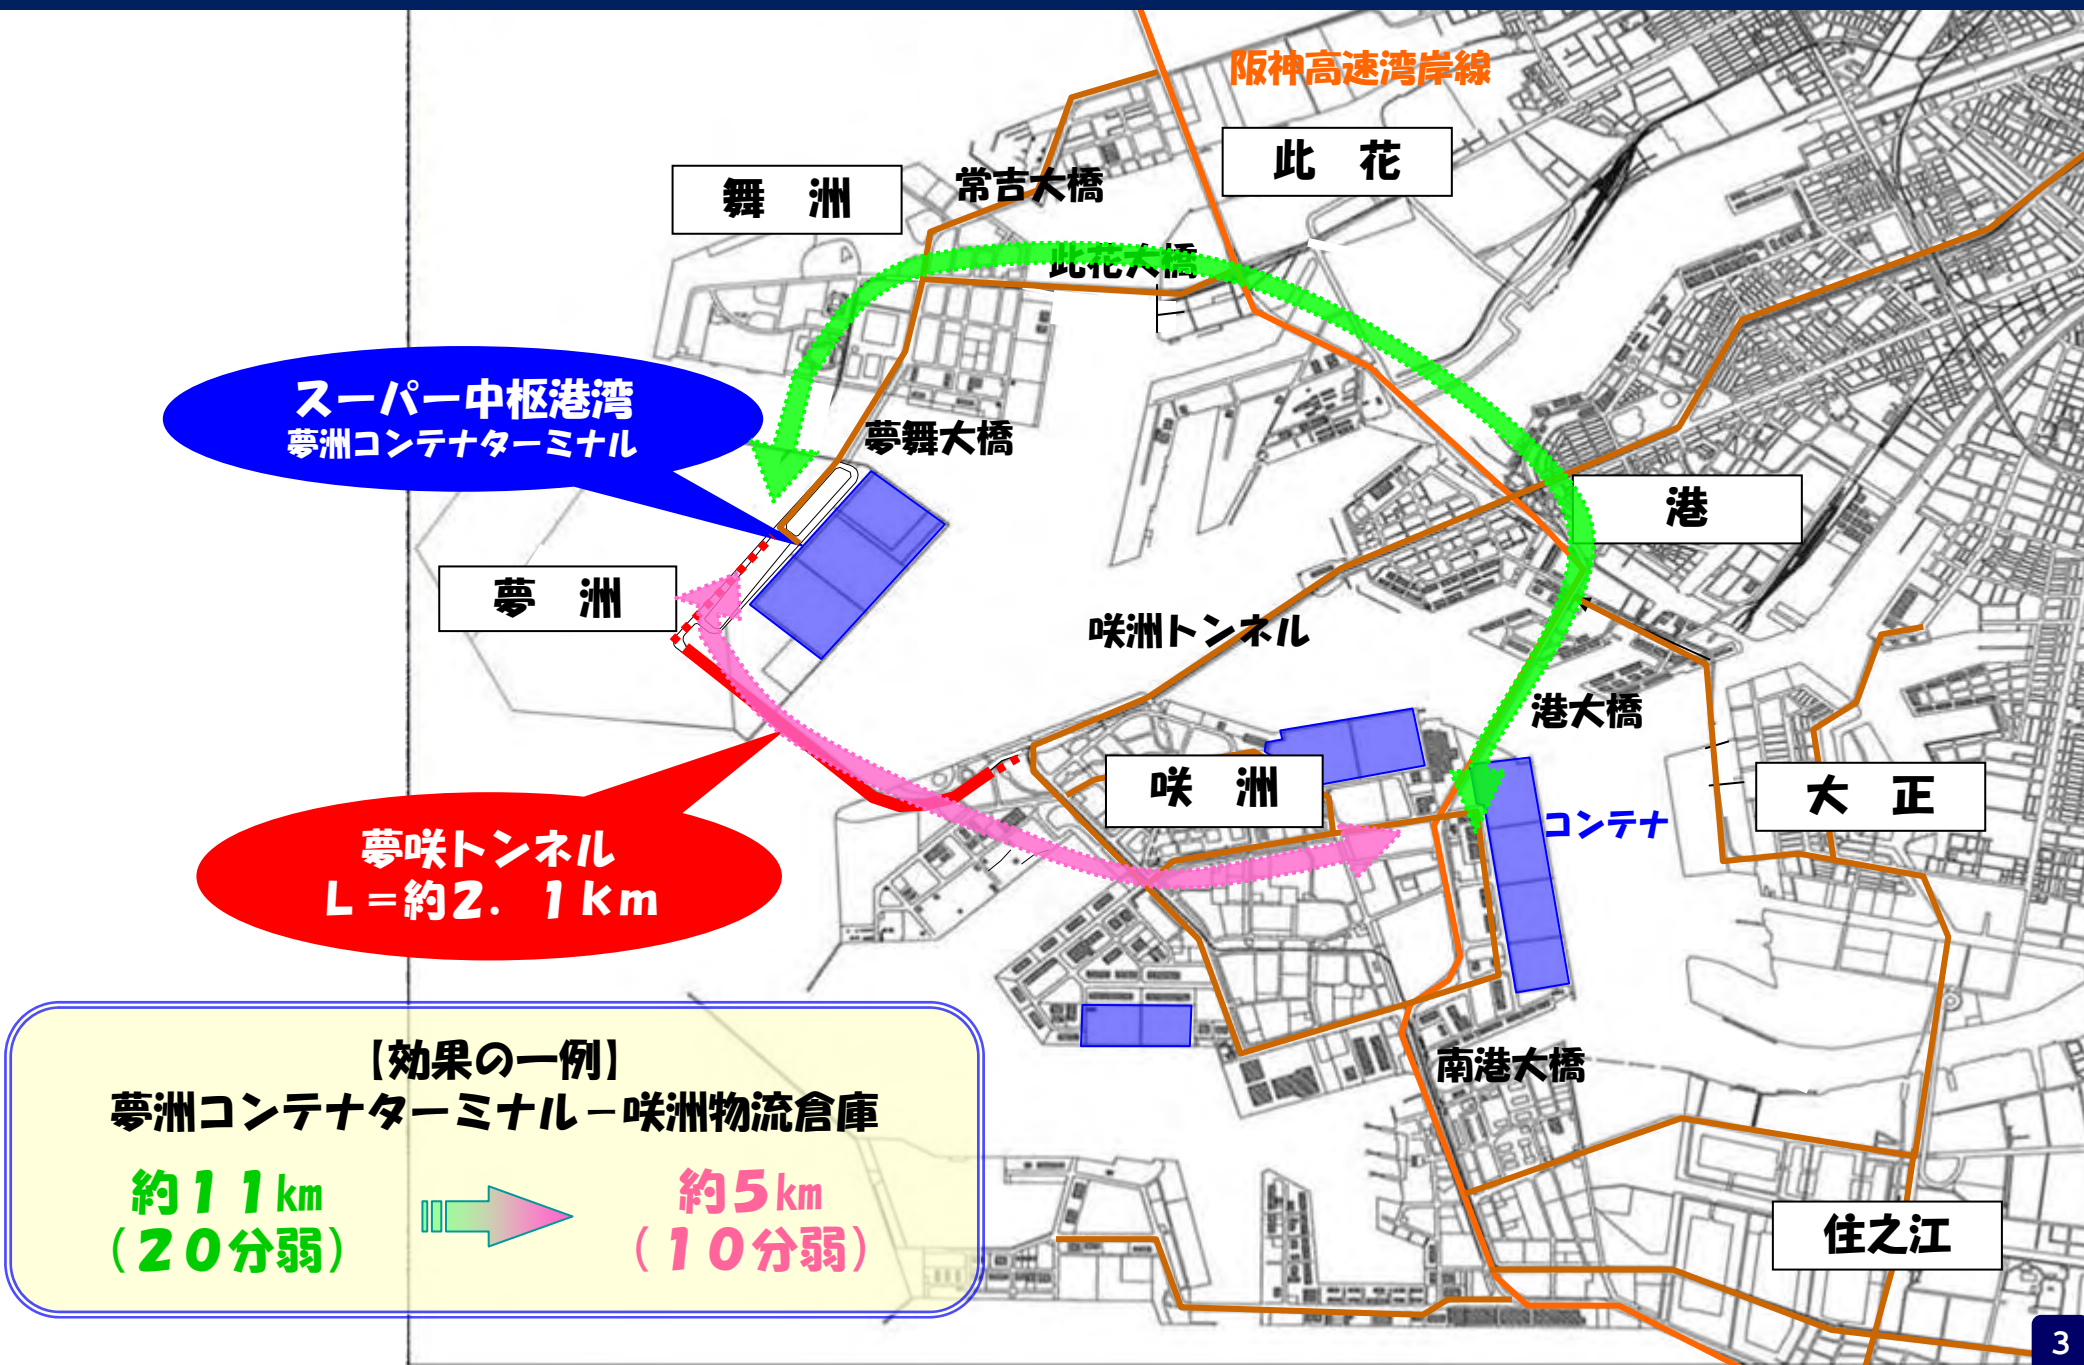 阪神高速湾岸線
此 花
舞 洲
常吉大橋
此花大橋
スーパー中枢港湾
夢洲コンテナターミナル
夢舞大橋
港
夢 洲
咲洲トンネル
港大橋
咲 洲
大 正
コンテナ
夢咲トンネル
L=約2.1km
【効果の一例】
夢洲コンテナターミナル-咲洲物流倉庫
約11km
(20分弱)
約5km
(10分弱)
南港大橋
住之江
3